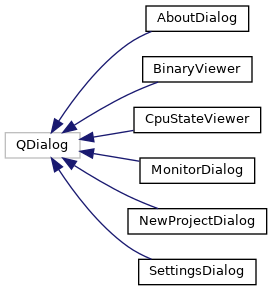 AboutDialog
BinaryViewer
CpuStateViewer
QDialog
MonitorDialog
NewProjectDialog
SettingsDialog